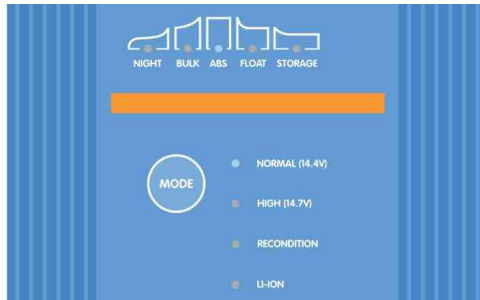 NIGHT BULK ABS FLOAT STORAGE
NORMAL (14.4V)
MODE
HIGH (14.7V)
RECONDITION
LI-ION